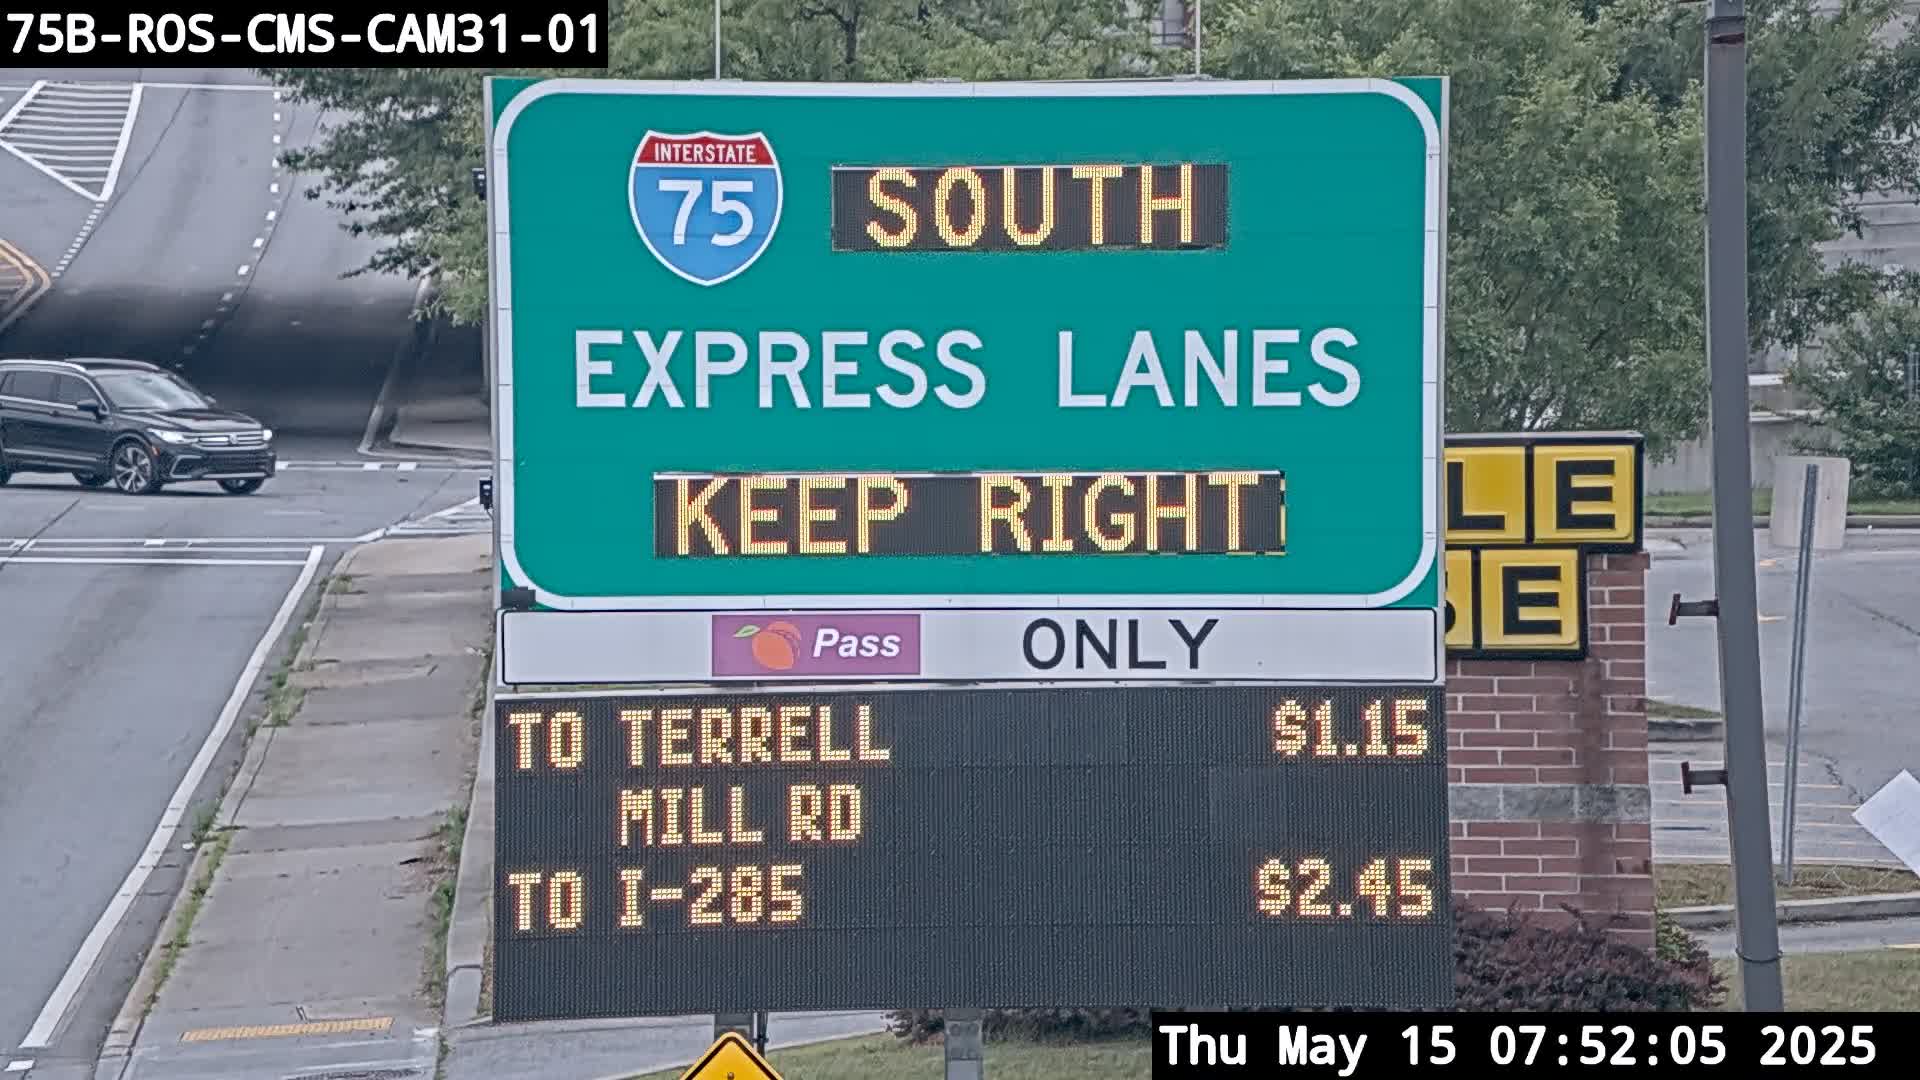 75B-ROS-CMS-CAM31-01
INTERSTATE
75
SOUTH
EXPRESS LANES
KEEP RIGHT
Pass ONLY
TO TERRELL $1.15
MILL RD
TO I-285 $2.45
LE
E
Thu May 15 07:52:05 2025